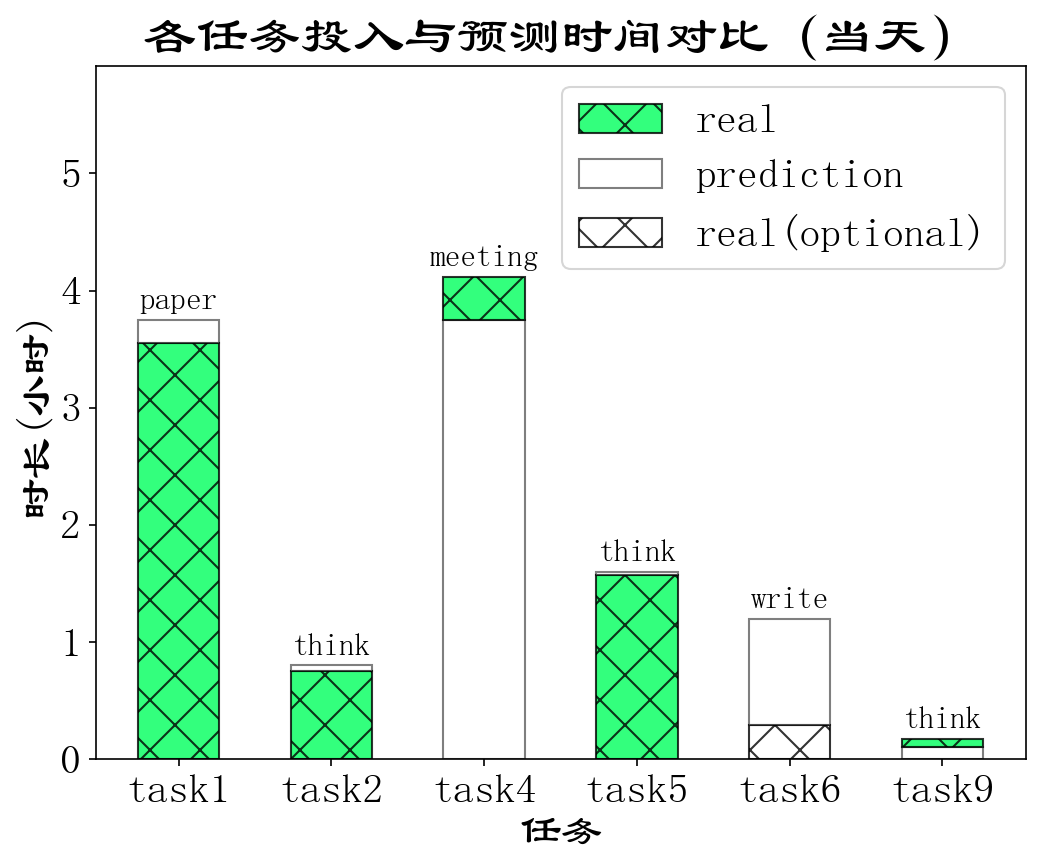 各任务投入与预测时间对比 (当天)
real
prediction
real(optional)
时长(小时)
5
4
3
2
1
0
paper
think
meeting
think
write
think
task1 task2 task4 task5 task6 task9
任务